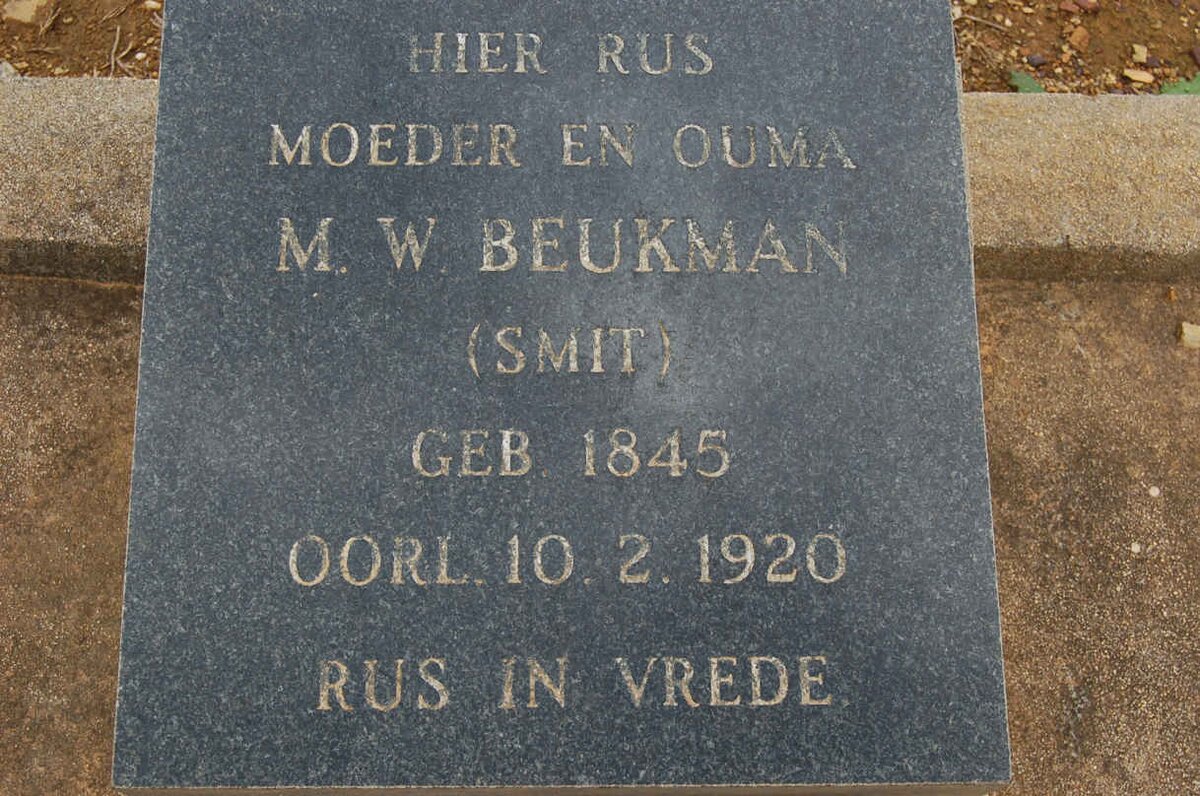 HIER RUS
MOEDER EN OUMA
M. W. BEUKMAN
(SMIT)
GEB. 1845
OORL. 10. 2. 1920
RUS IN VREDE.